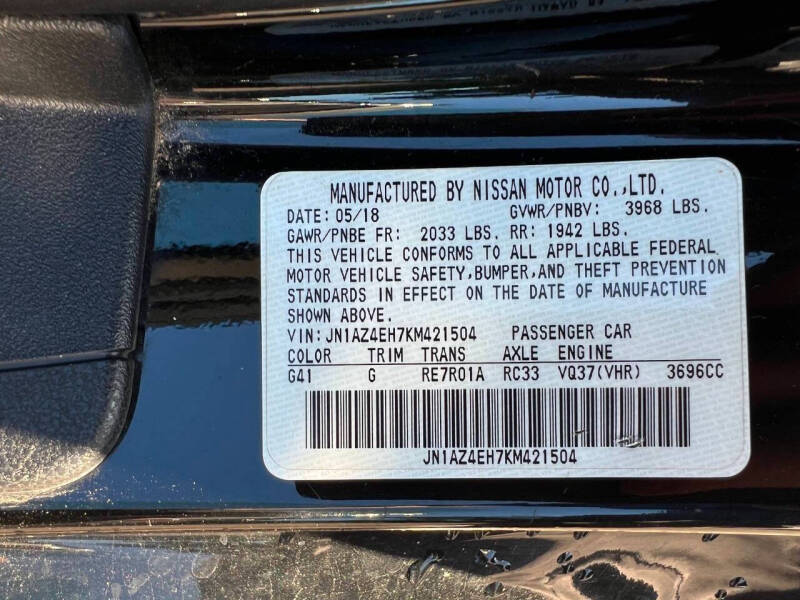 MANUFACTURED BY NISSAN MOTOR CO.,LTD.
DATE: 05/18 GVWR/PNBV: 3968 LBS.
GAWR/PNBE FR: 2033 LBS. RR: 1942 LBS.
THIS VEHICLE CONFORMS TO ALL APPLICABLE FEDERAL
MOTOR VEHICLE SAFETY,BUMPER,AND THEFT PREVENTION
STANDARDS IN EFFECT ON THE DATE OF MANUFACTURE
SHOWN ABOVE.
VIN: JN1AZ4EH7KM421504 PASSENGER CAR
COLOR TRIM TRANS AXLE ENGINE
G41 G RE7R01A RC33 VQ37(VHR) 3696CC
JN1AZ4EH7KM421504